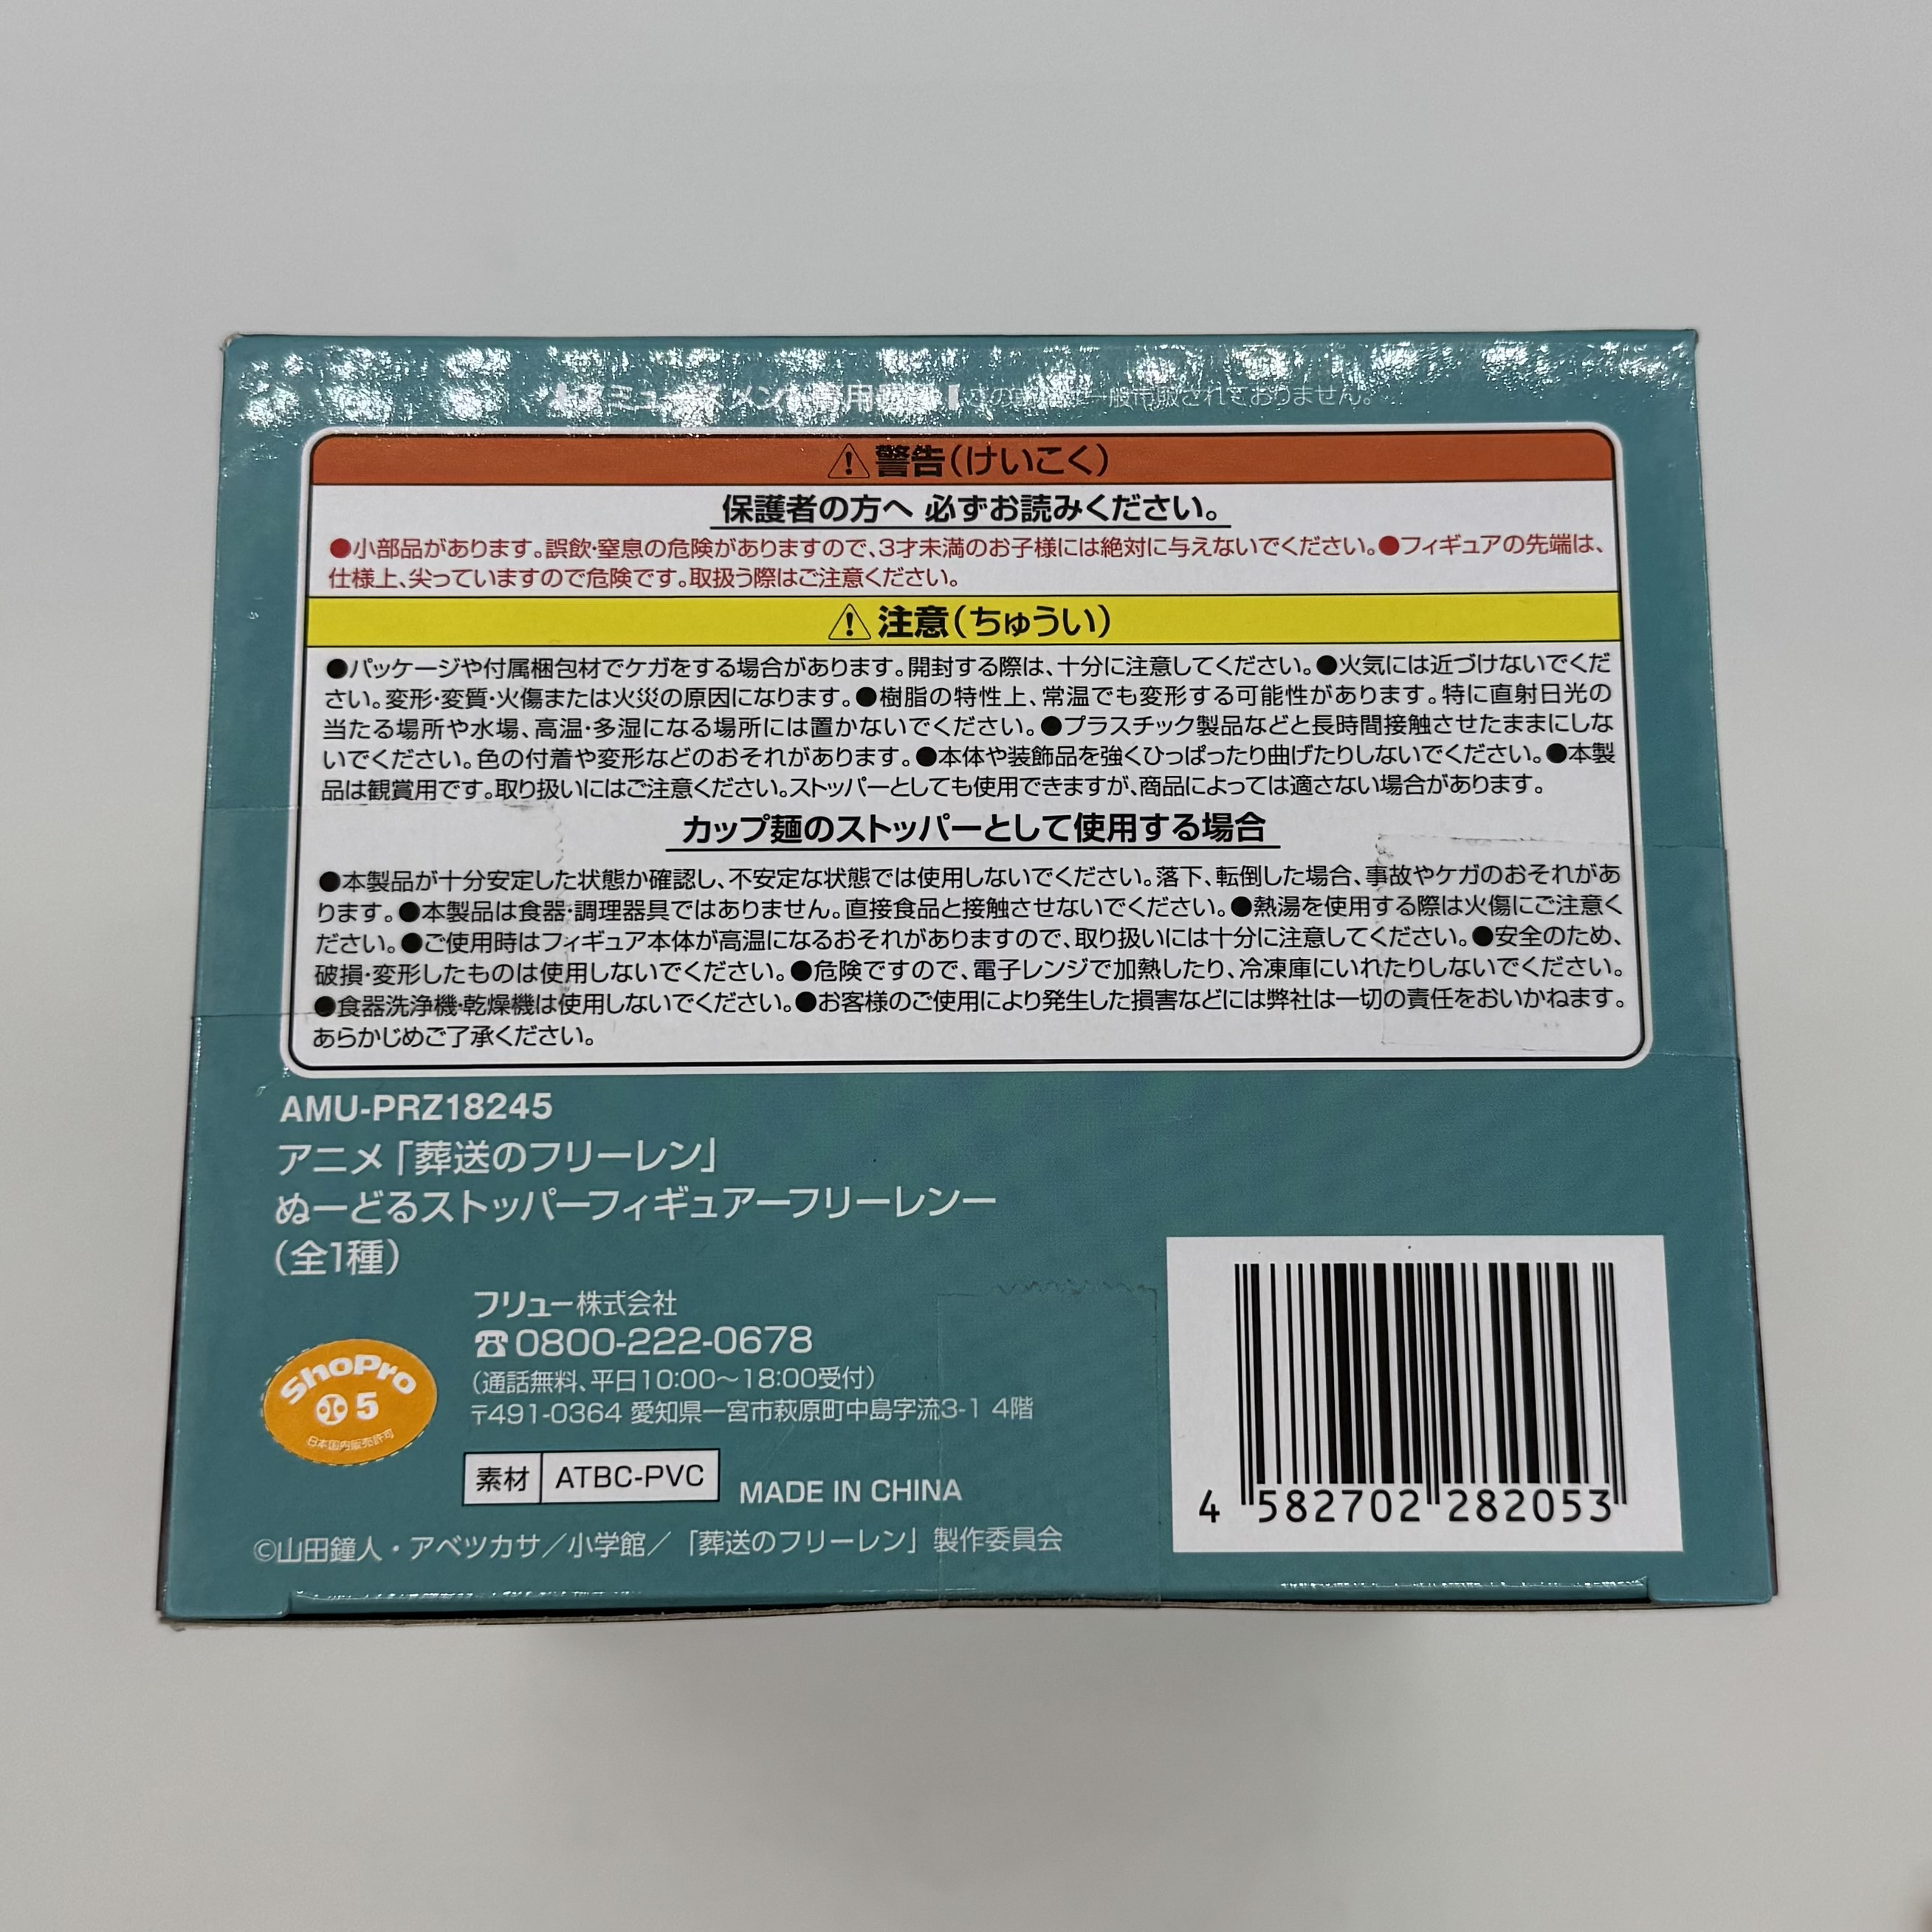 アミューズメント専用景品 この商品は一般市販されておりません。
⚠警告(けいこく)
保護者の方へ 必ずお読みください。
●小部品があります。誤飲・窒息の危険がありますので、3才未満のお子様には絶対に与えないでください。●フィギュアの先端は、
仕様上、尖っていますので危険です。取扱う際はご注意ください。
⚠注意(ちゅうい)
●パッケージや付属梱包材でケガをする場合があります。開封する際は、十分に注意してください。●火気には近づけないでくだ
さい。変形・変質・火傷または火災の原因になります。●樹脂の特性上、常温でも変形する可能性があります。特に直射日光の
当たる場所や水場、高温・多湿になる場所には置かないでください。●プラスチック製品などと長時間接触させたままにしな
いでください。色の付着や変形などのおそれがあります。●本体や装飾品を強くひっぱったり曲げたりしないでください。●本製
品は観賞用です。取り扱いにはご注意ください。ストッパーとしても使用できますが、商品によっては適さない場合があります。
カップ麺のストッパーとして使用する場合
●本製品が十分安定した状態か確認し、不安定な状態では使用しないでください。落下、転倒した場合、事故やケガのおそれがあ
ります。●本製品は食器・調理器具ではありません。直接食品と接触させないでください。●熱湯を使用する際は火傷にご注意く
ださい。●ご使用時はフィギュア本体が高温になるおそれがありますので、取り扱いには十分に注意してください。●安全のため、
破損・変形したものは使用しないでください。●危険ですので、電子レンジで加熱したり、冷凍庫にいれたりしないでください。
●食器洗浄機・乾燥機は使用しないでください。●お客様のご使用により発生した損害などには弊社は一切の責任をおいかねます。
あらかじめご了承ください。
AMU-PRZ18245
アニメ「葬送のフリーレン」
ぬーどるストッパーフィギュアーフリーレンー
(全1種)
フリュー株式会社
☎0800-222-0678
(通話無料、平日10:00〜18:00受付)
〒491-0364 愛知県一宮市萩原町中島字流3-1 4階
ShoPro
5
日本国内販売許可
素材 ATBC-PVC
MADE IN CHINA
©山田鐘人・アベツカサ／小学館／「葬送のフリーレン」製作委員会
4 582702 282053